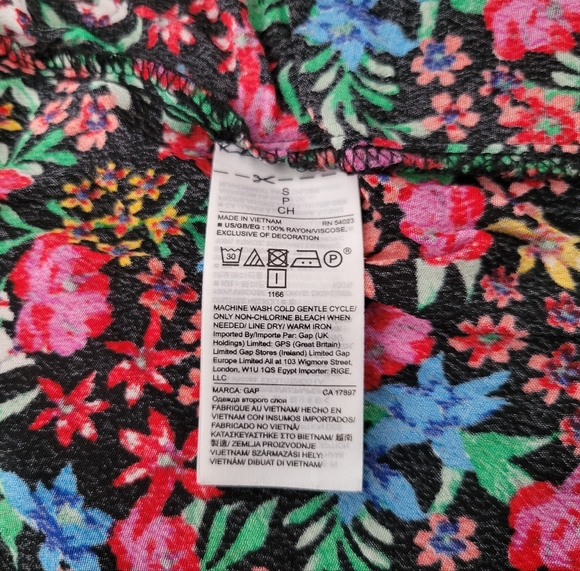 S
P
CH
MADE IN VIETNAM RN 54023
■ US/GB/EG : 100% RAYON/VISCOSE,
EXCLUSIVE OF DECORATION
30 P ®
I
1166
MACHINE WASH COLD GENTLE CYCLE/
ONLY NON-CHLORINE BLEACH WHEN
NEEDED/ LINE DRY/ WARM IRON
Imported By/Importe Par: Gap (UK
Holdings) Limited: GPS (Great Britain)
Limited Gap Stores (Ireland) Limited Gap
Europe Limited All at 103 Wigmore Street,
London, W1U 1QS Egypt Importer: RIGE,
LLC
MARCA: GAP CA 17897
Одежда второго слоя
FABRIQUE AU VIETNAM/ HECHO EN
VIETNAM CON INSUMOS IMPORTADOS/
FABRICADO NO VIETNÃ/
ΚΑΤΑΣΚΕΥΑΣΤΗΚΕ ΣΤΟ ΒΙΕΤΝΑΜ/ 越南
製造/ ZEMLJA PROIZVODNJE
VIJETNAM/ SZÁRMAZÁSI HELY:
VIETNÁM/ DIBUAT DI VIETNAM/